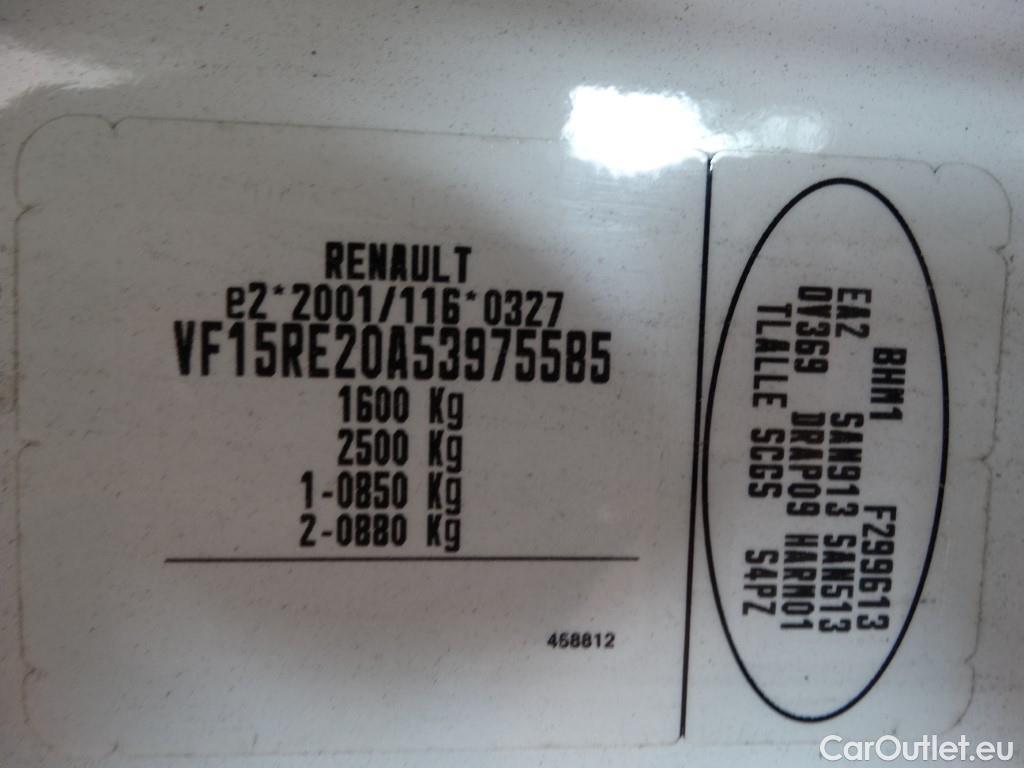 RENAULT
e2*2001/116*0327
VF15RE20A53975585
1600 Kg
2500 Kg
1-0850 Kg
2-0880 Kg
458812
BHM1 FZ99613
EA2 SAN913 SAN513
OV369 DRAP09 HARM01
TLALLE SCGS S4PZ
CarOutlet.eu